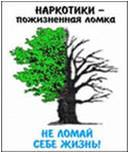 НАРКОТИКИ –
пожизненная ломка
НЕ ЛОМАЙ
СЕБЕ ЖИЗНЬ!